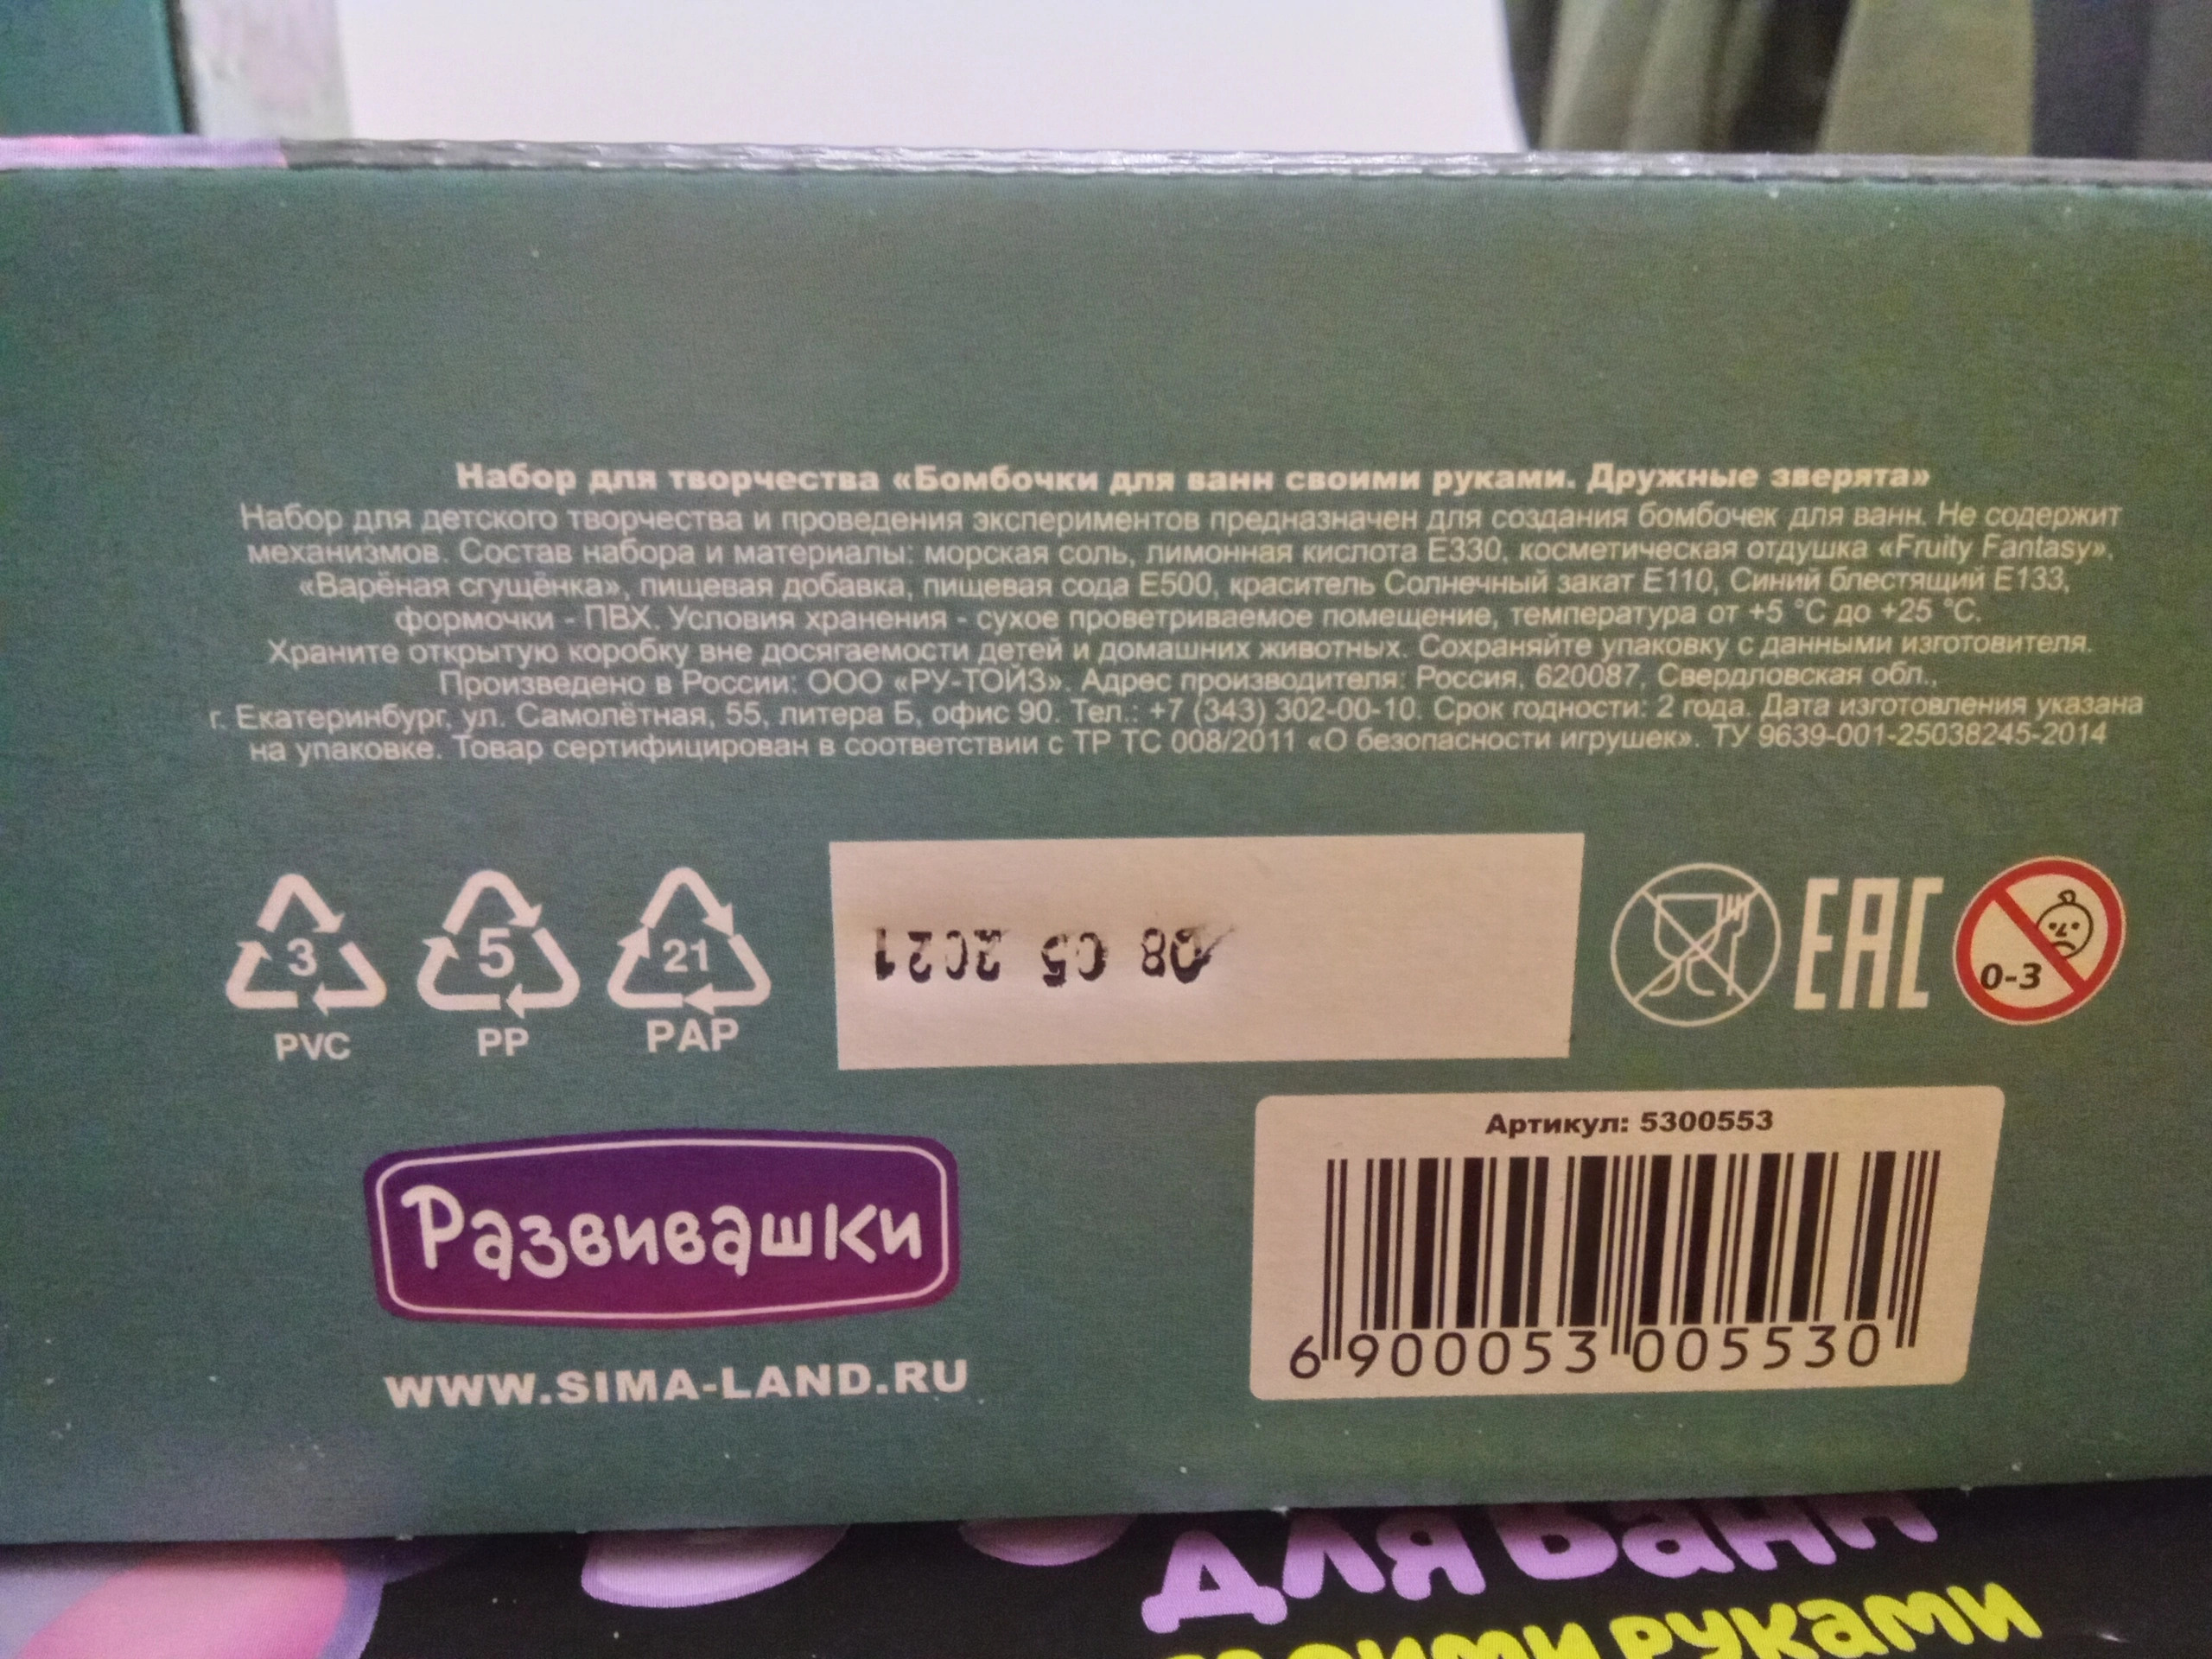 Набор для творчества «Бомбочки для ванн своими руками. Дружные зверята»
Набор для детского творчества и проведения экспериментов предназначен для создания бомбочек для ванн. Не содержит
механизмов. Состав набора и материалы: морская соль, лимонная кислота Е330, косметическая отдушка «Fruity Fantasy»,
«Варёная сгущёнка», пищевая добавка, пищевая сода Е500, краситель Солнечный закат Е110, Синий блестящий Е133,
формочки - ПВХ. Условия хранения - сухое проветриваемое помещение, температура от +5 °С до +25 °С.
Храните открытую коробку вне досягаемости детей и домашних животных. Сохраняйте упаковку с данными изготовителя.
Произведено в России: ООО «РУ-ТОЙЗ». Адрес производителя: Россия, 620087, Свердловская обл.,
г. Екатеринбург, ул. Самолётная, 55, литера Б, офис 90. Тел.: +7 (343) 302-00-10. Срок годности: 2 года. Дата изготовления указана
на упаковке. Товар сертифицирован в соответствии с ТР ТС 008/2011 «О безопасности игрушек». ТУ 9639-001-25038245-2014
3 5 21
PVC PP PAP
08 05 2021
EAC
0-3
Развивашки
WWW.SIMA-LAND.RU
Артикул: 5300553
6 900053 005530
для ванн
своими руками